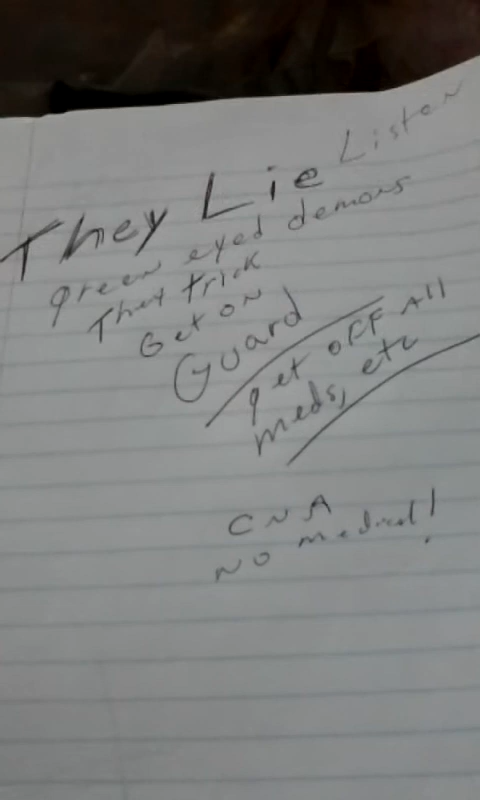 They Lie Listen
green eyed demons
They trick
Get on
Guard
get off All
meds, etc
CNA
No medical!